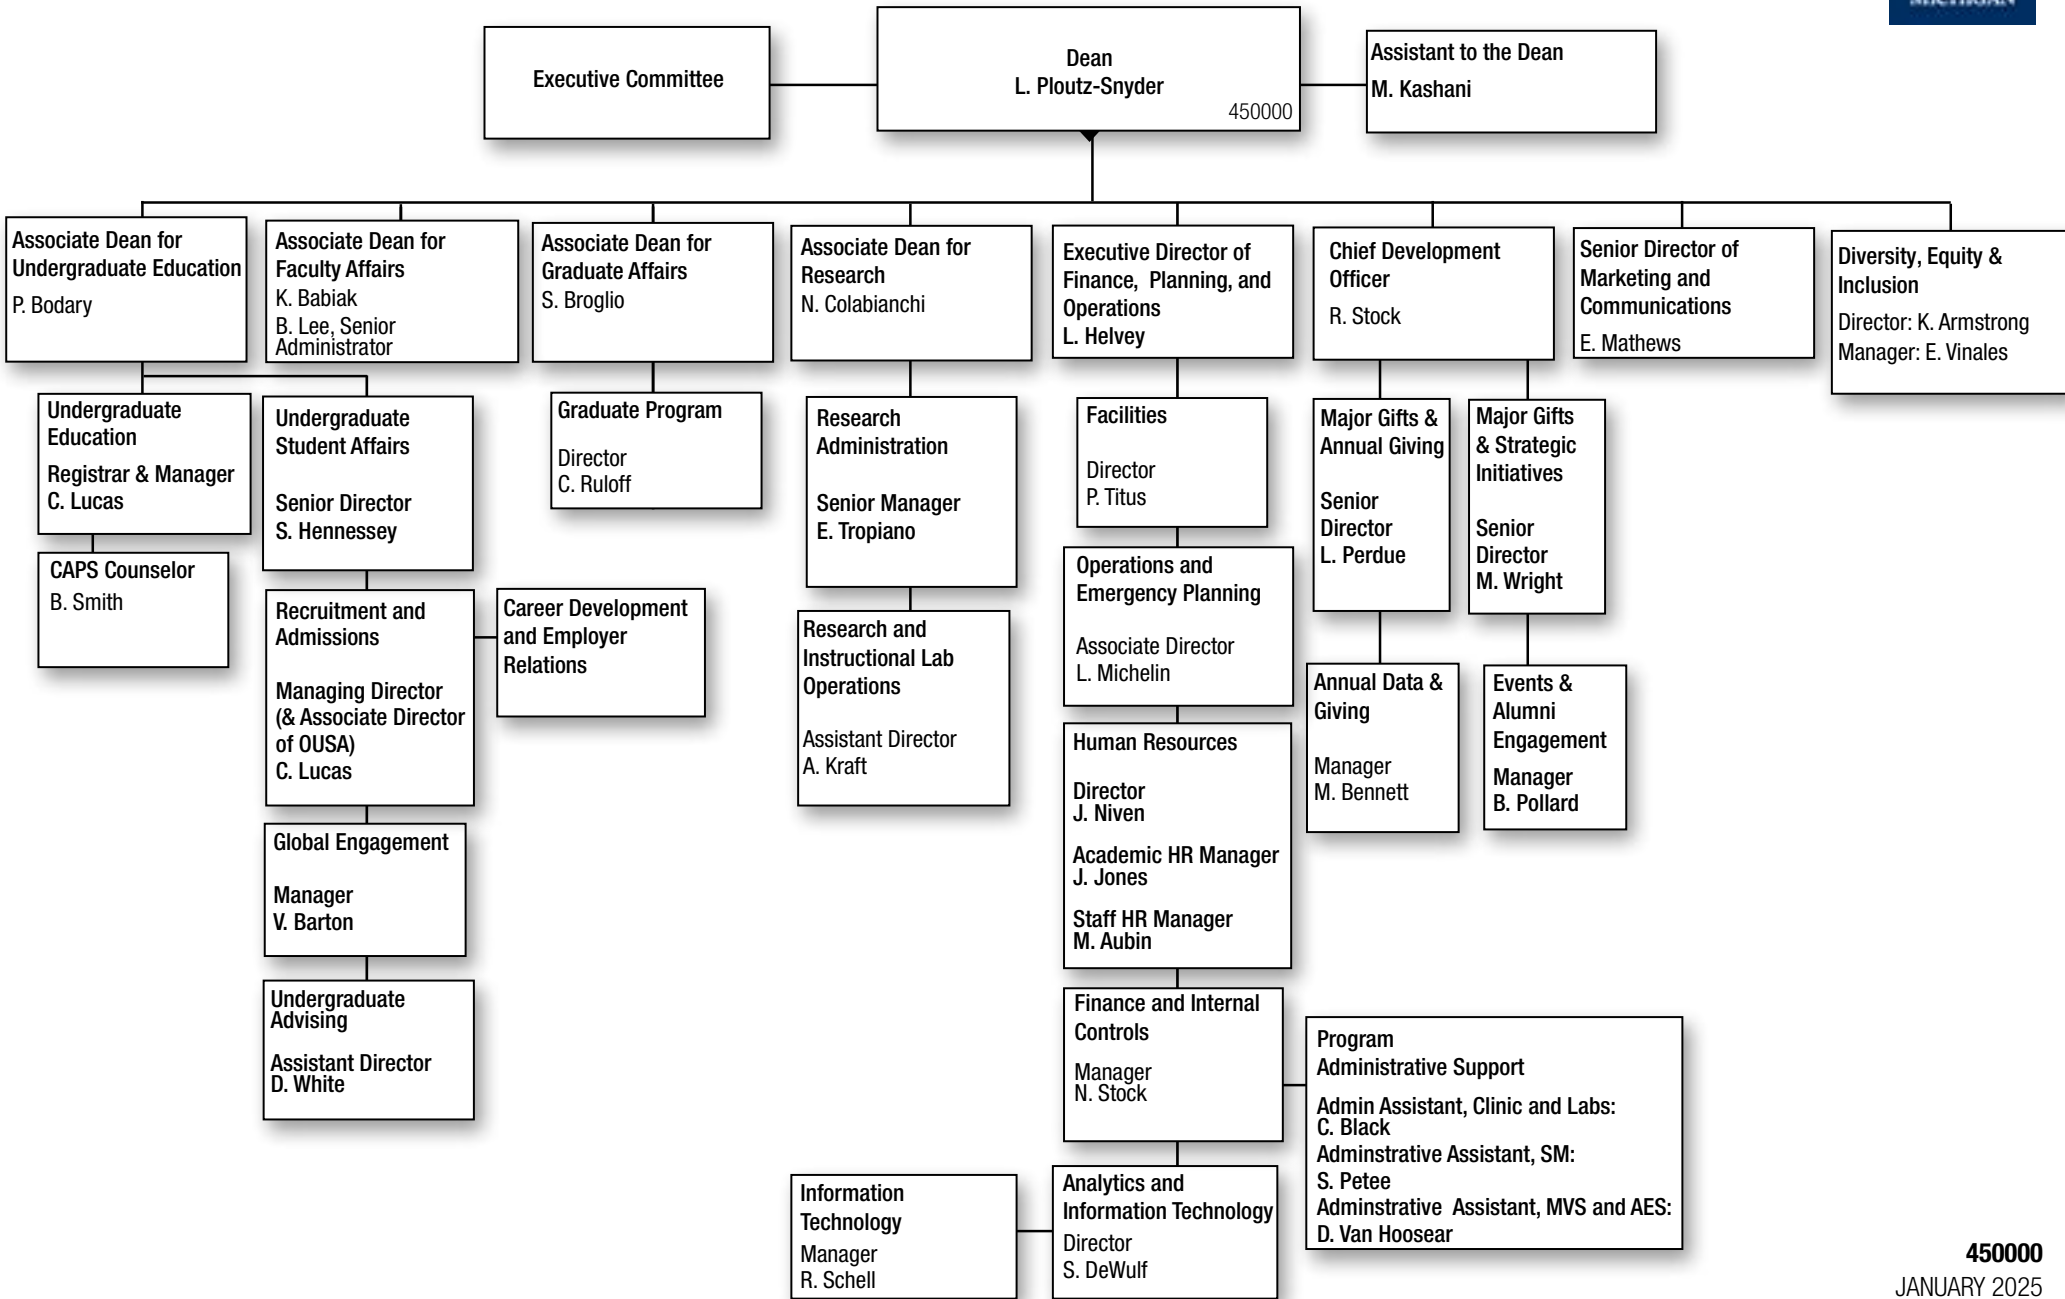 MICHIGAN
Executive Committee
Dean
L. Ploutz-Snyder
450000
Assistant to the Dean
M. Kashani
Associate Dean for
Undergraduate Education
P. Bodary
Associate Dean for
Faculty Affairs
K. Babiak
B. Lee, Senior
Administrator
Associate Dean for
Graduate Affairs
S. Broglio
Associate Dean for
Research
N. Colabianchi
Executive Director of
Finance, Planning, and
Operations
L. Helvey
Chief Development
Officer
R. Stock
Senior Director of
Marketing and
Communications
E. Mathews
Diversity, Equity &
Inclusion
Director: K. Armstrong
Manager: E. Vinales
Undergraduate
Education
Registrar & Manager
C. Lucas
Undergraduate
Student Affairs
Senior Director
S. Hennessey
Graduate Program
Director
C. Ruloff
Research
Administration
Senior Manager
E. Tropiano
Facilities
Director
P. Titus
Major Gifts &
Annual Giving
Senior
Director
L. Perdue
Major Gifts
& Strategic
Initiatives
Senior
Director
M. Wright
CAPS Counselor
B. Smith
Recruitment and
Admissions
Managing Director
(& Associate Director
of OUSA)
C. Lucas
Career Development
and Employer
Relations
Research and
Instructional Lab
Operations
Assistant Director
A. Kraft
Operations and
Emergency Planning
Associate Director
L. Michelin
Annual Data &
Giving
Manager
M. Bennett
Events &
Alumni
Engagement
Manager
B. Pollard
Human Resources
Director
J. Niven
Academic HR Manager
J. Jones
Staff HR Manager
M. Aubin
Global Engagement
Manager
V. Barton
Undergraduate
Advising
Assistant Director
D. White
Finance and Internal
Controls
Manager
N. Stock
Program
Administrative Support
Admin Assistant, Clinic and Labs:
C. Black
Adminstrative Assistant, SM:
S. Petee
Adminstrative Assistant, MVS and AES:
D. Van Hoosear
Information
Technology
Manager
R. Schell
Analytics and
Information Technology
Director
S. DeWulf
450000
JANUARY 2025